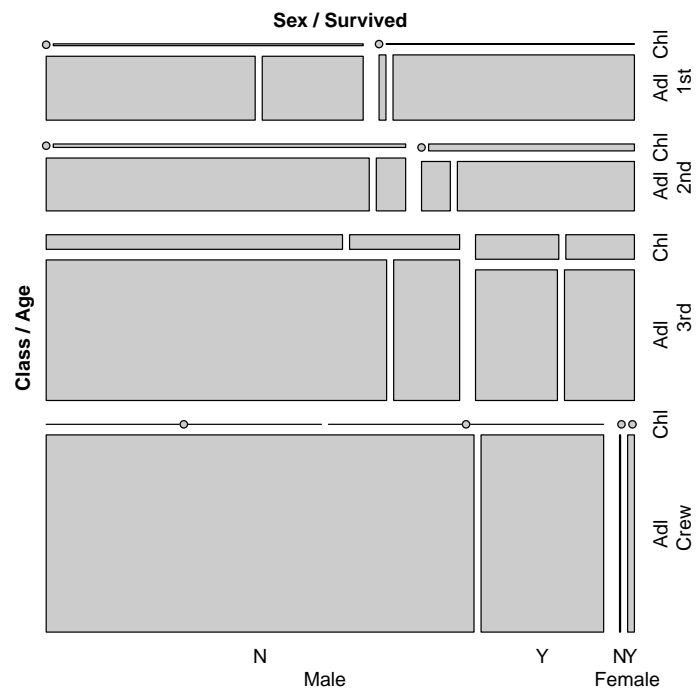 Sex / Survived
Chl
Adl
1st
Chl
Adl
2nd
Chl
Adl
3rd
Chl
Adl
Crew
Class / Age
N Y NY
Male Female